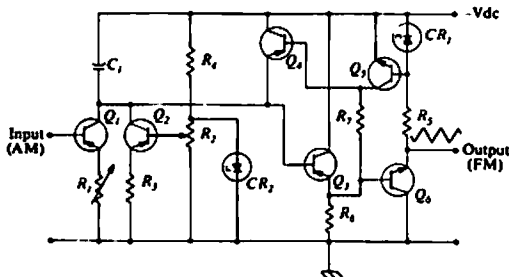 -Vdc
CR₁
C₁
R₄
Q₄
Q₅
Q₁
Q₂
R₇
R₅
Input
(AM)
R₂
CR₂
Output
(FM)
R₁
R₃
Q₃
R₆
Q₆